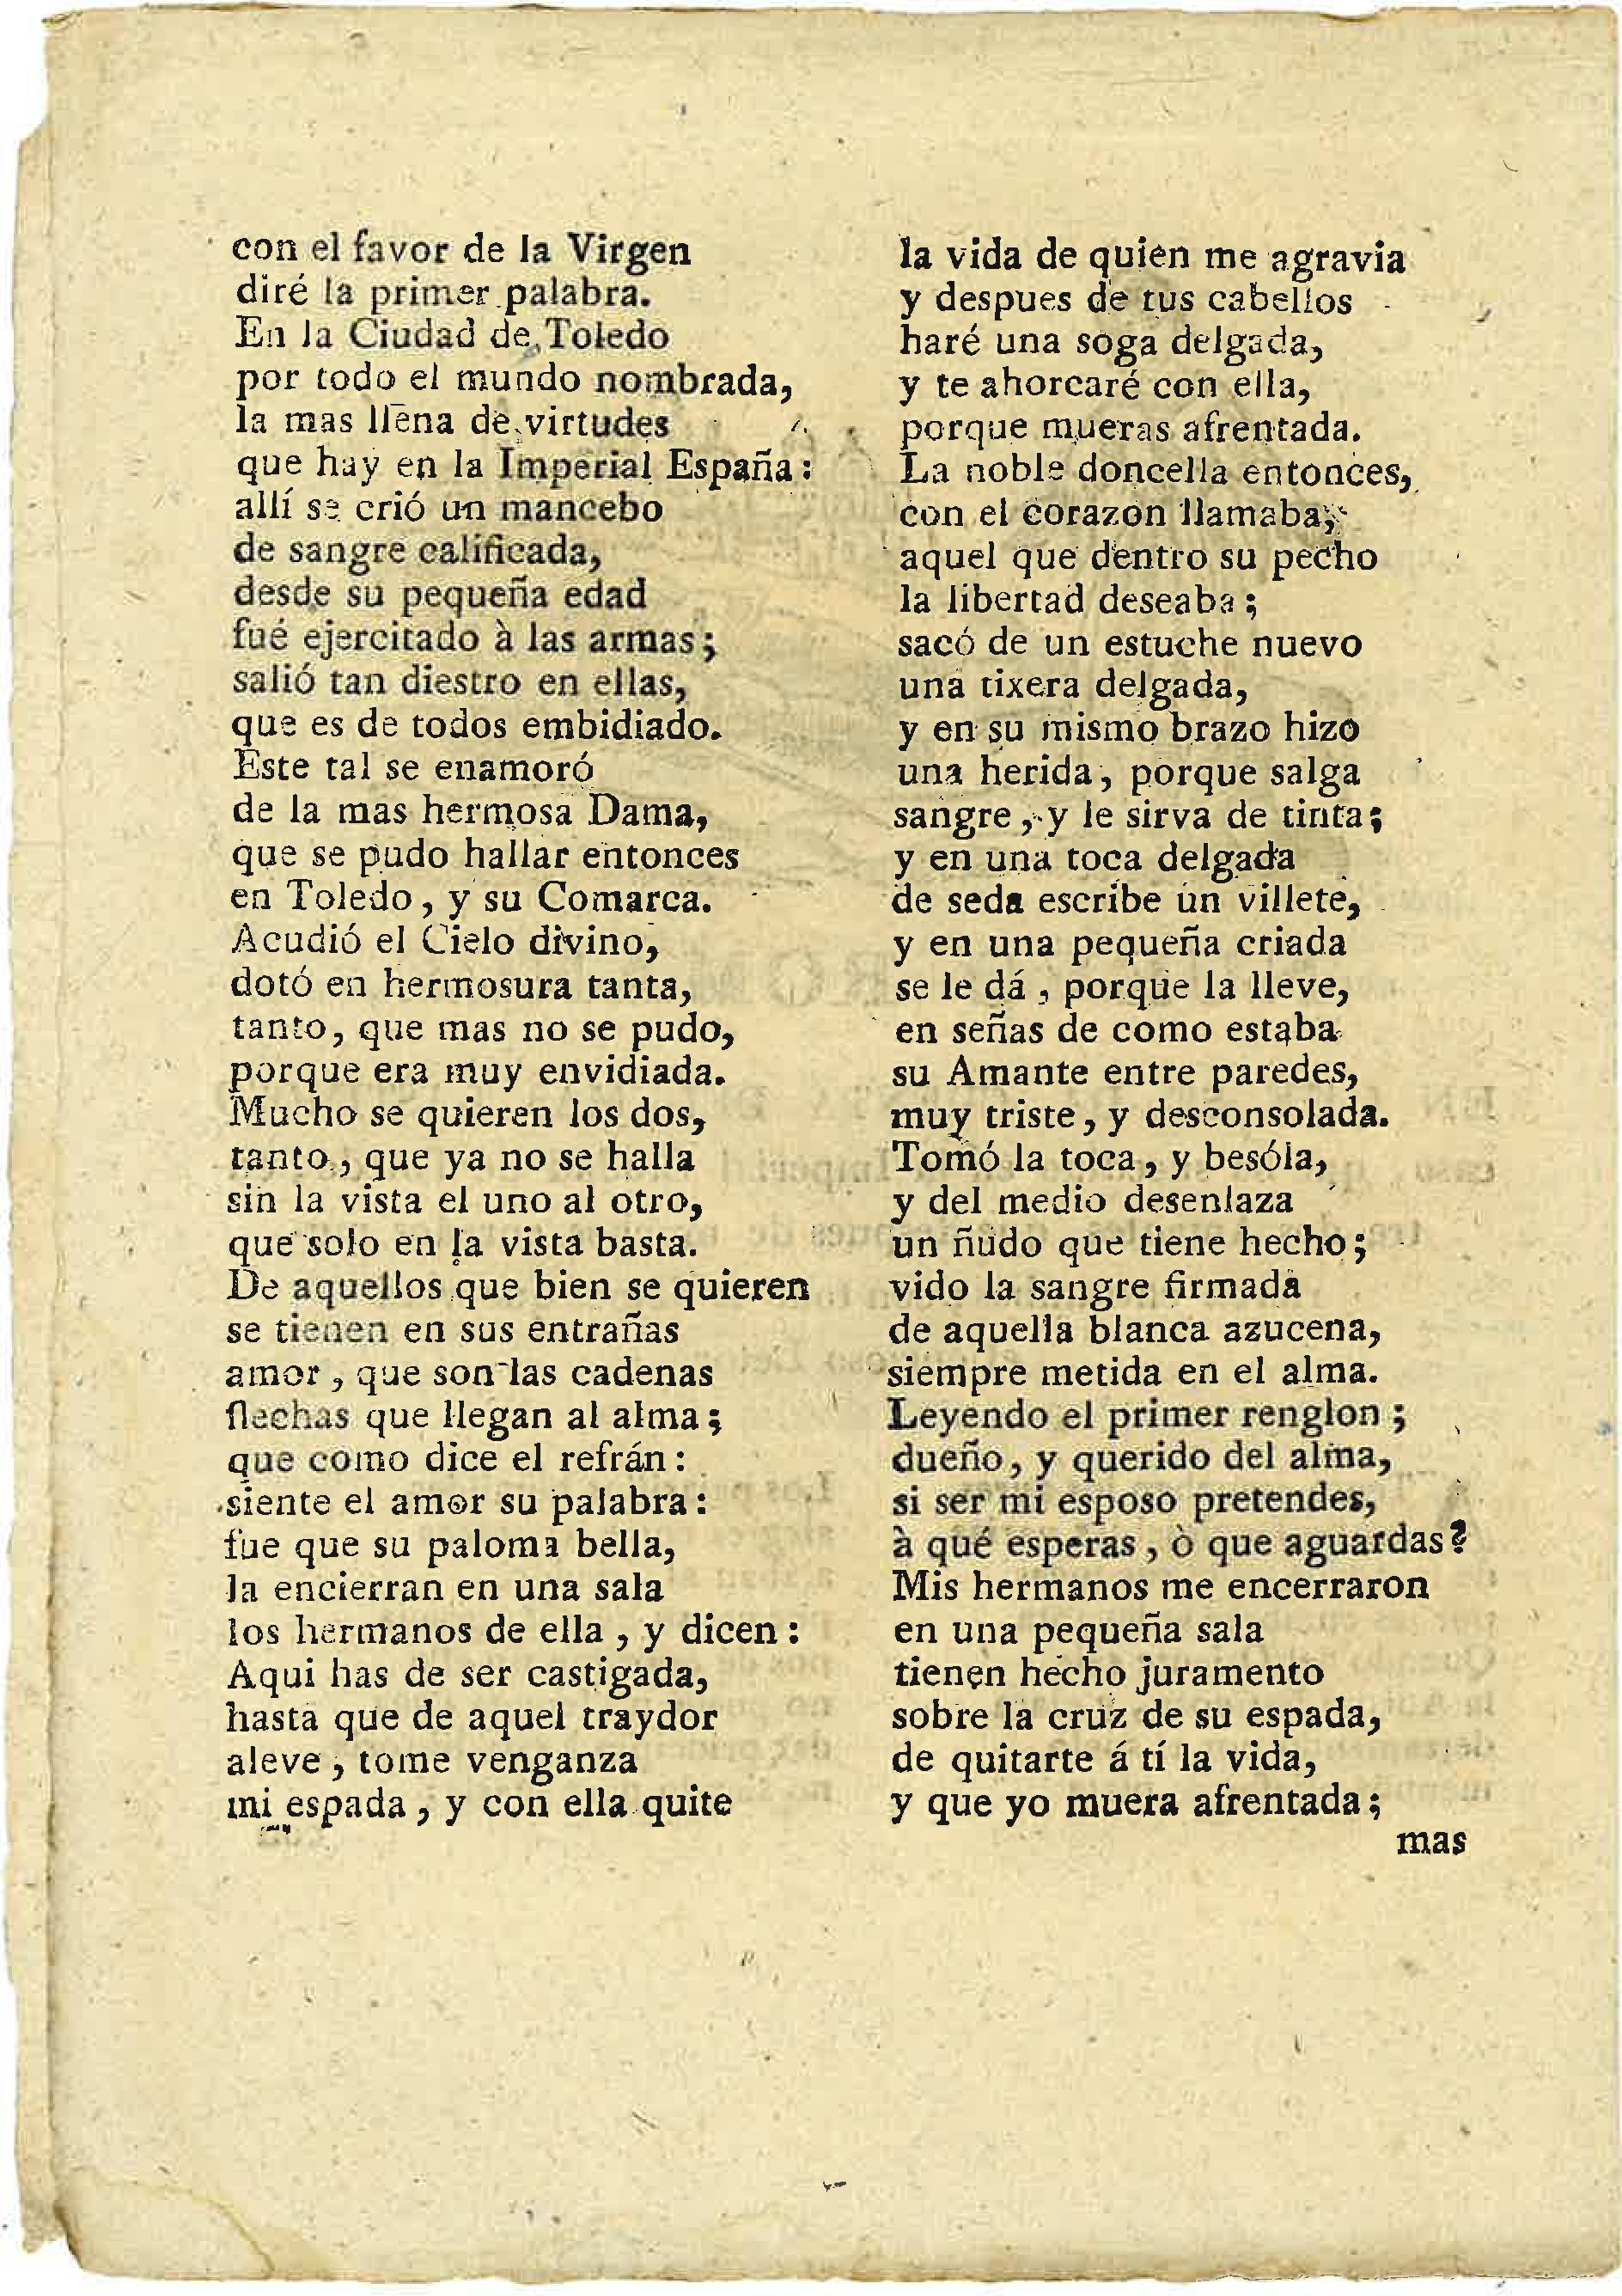 con el favor de la Virgen
diré la primer palabra.
En la Ciudad de Toledo
por todo el mundo nombrada,
la mas llena de virtudes
que hay en la Imperial España:
allí se crió un mancebo
de sangre calificada,
desde su pequeña edad
fué ejercitado à las armas;
salió tan diestro en ellas,
que es de todos embidiado.
Este tal se enamoró
de la mas hermosa Dama,
que se pudo hallar entonces
en Toledo, y su Comarca.
Acudió el Cielo divino,
dotó en hermosura tanta,
tanto, que mas no se pudo,
porque era muy envidiada.
Mucho se quieren los dos,
tanto, que ya no se halla
sin la vista el uno al otro,
que solo en la vista basta.
De aquellos que bien se quieren
se tienen en sus entrañas
amor, que son las cadenas
flechas que llegan al alma;
que como dice el refrán:
siente el amor su palabra:
fue que su paloma bella,
la encierran en una sala
los hermanos de ella, y dicen:
Aqui has de ser castigada,
hasta que de aquel traydor
aleve, tome venganza
mi espada, y con ella quite
la vida de quien me agravia
y despues de tus cabellos
haré una soga delgada,
y te ahorcaré con ella,
porque mueras afrentada.
La noble doncella entonces,
con el corazon llamaba,
aquel que dentro su pecho
la libertad deseaba;
sacó de un estuche nuevo
una tixera delgada,
y en su mismo brazo hizo
una herida, porque salga
sangre, y le sirva de tinta;
y en una toca delgada
de seda escribe un villete,
y en una pequeña criada
se le dá, porque la lleve,
en señas de como estaba
su Amante entre paredes,
muy triste, y desconsolada.
Tomó la toca, y besóla,
y del medio desenlaza
un ñudo que tiene hecho;
vido la sangre firmada
de aquella blanca azucena,
siempre metida en el alma.
Leyendo el primer renglon;
dueño, y querido del alma,
si ser mi esposo pretendes,
à qué esperas, ò que aguardas?
Mis hermanos me encerraron
en una pequeña sala
tienen hecho juramento
sobre la cruz de su espada,
de quitarte á tí la vida,
y que yo muera afrentada;
mas